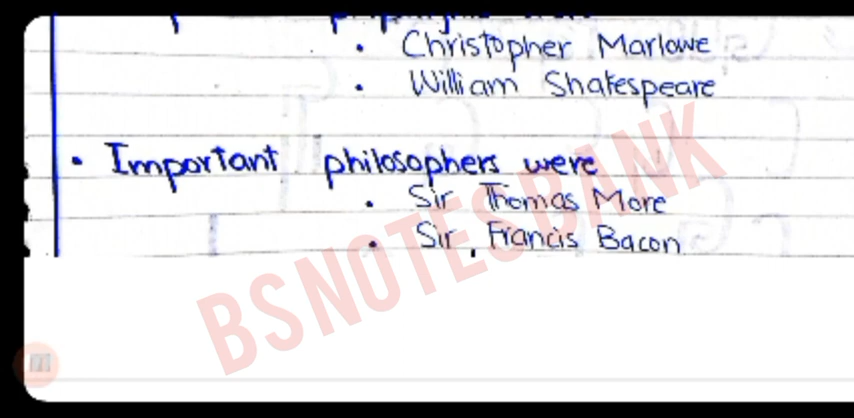 • Christopher Marlowe
• William Shakespeare
• Important philosophers were
• Sir Thomas More
• Sir, Francis Bacon
BSNOTESBANK